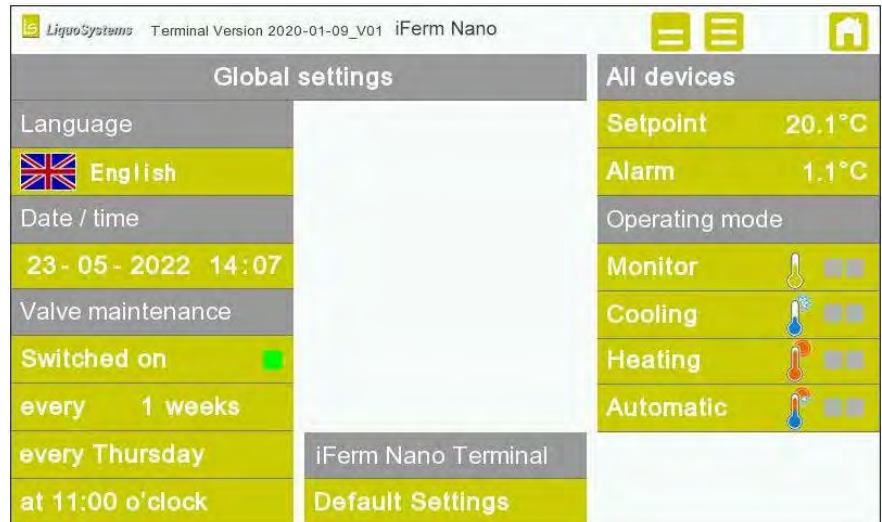 LS LiquoSystems Terminal Version 2020-01-09_V01 iFerm Nano
Global settings
Language
English
Date / time
23-05-2022 14:07
Valve maintenance
Switched on
every 1 weeks
every Thursday
at 11:00 o'clock
iFerm Nano Terminal
Default Settings
All devices
Setpoint 20.1°C
Alarm 1.1°C
Operating mode
Monitor
Cooling
Heating
Automatic